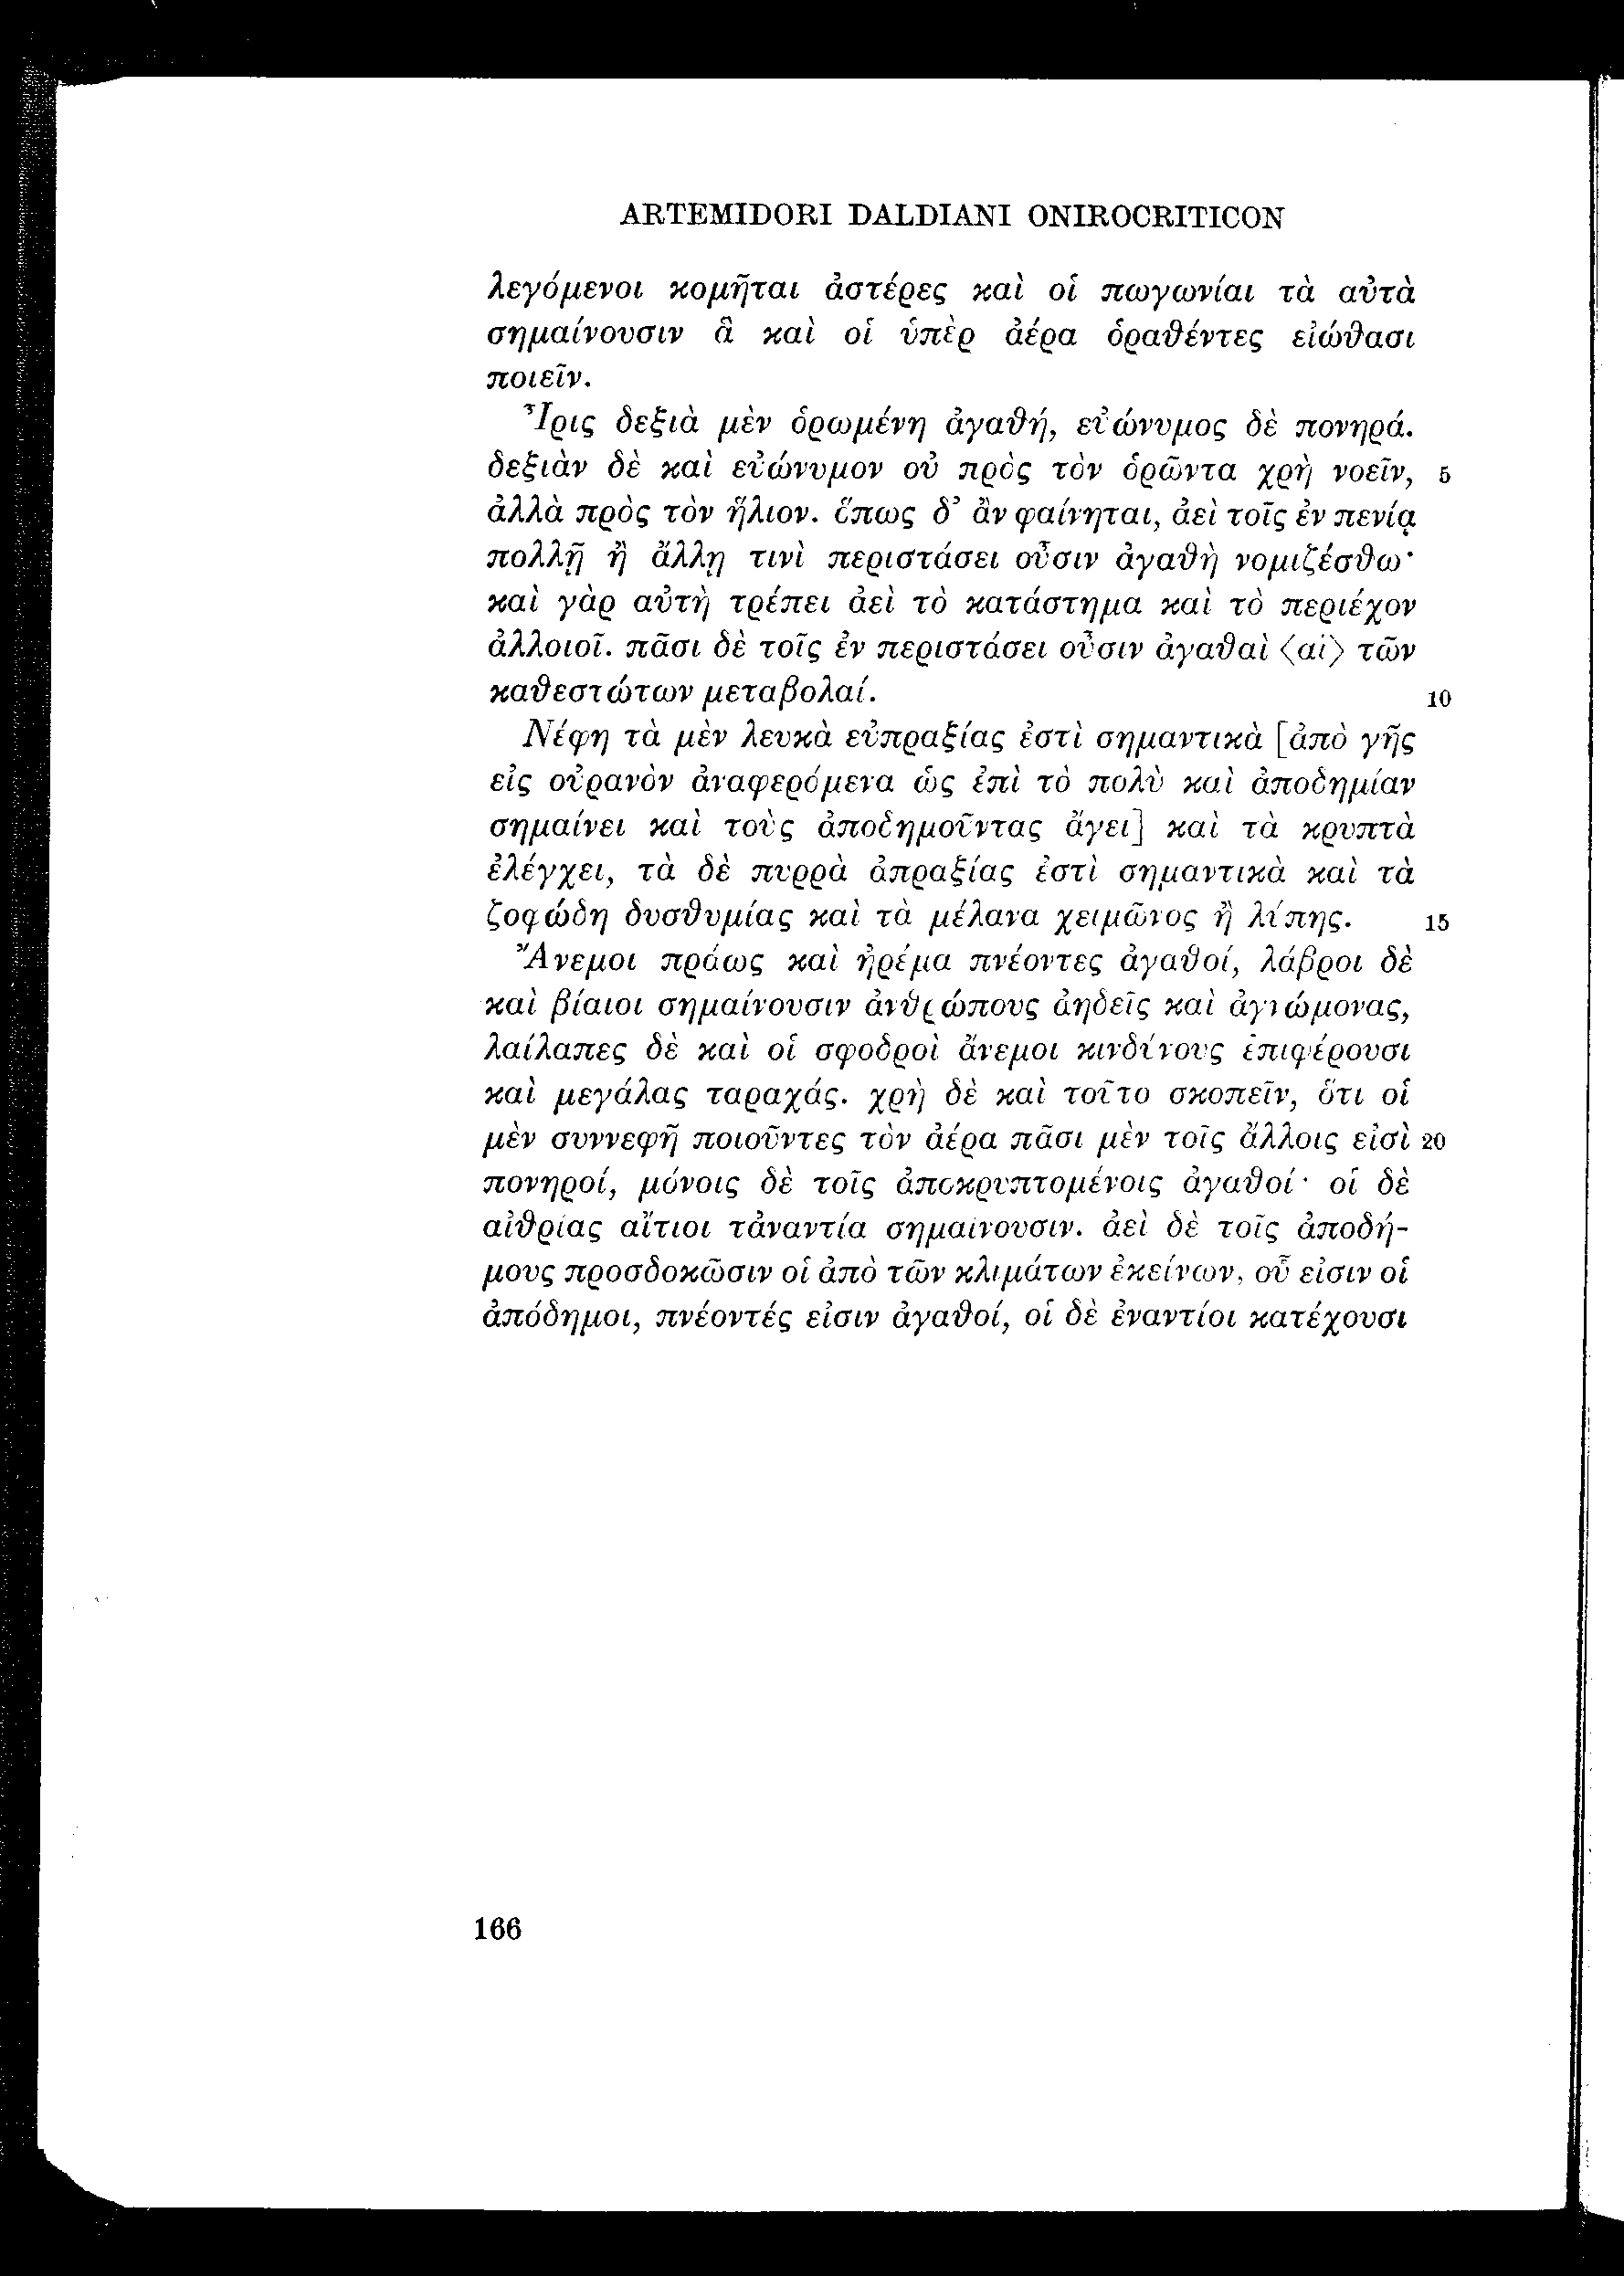 ARTEMIDORI DALDIANI ONIROCRITICON
λεγόμενοι κομῆται ἀστέρες καὶ οἱ πωγωνίαι τὰ αὐτὰ
σημαίνουσιν ἃ καὶ οἱ ὑπὲρ ἀέρα ὁραθέντες εἰώθασι
ποιεῖν.
Ἶρις δεξιὰ μὲν ὁρωμένη ἀγαθή, εὐώνυμος δὲ πονηρά.
δεξιὰν δὲ καὶ εὐώνυμον οὐ πρὸς τὸν ὁρῶντα χρὴ νοεῖν, 5
ἀλλὰ πρὸς τὸν ἥλιον. ὅπως δ’ ἂν φαίνηται, ἀεὶ τοῖς ἐν πενίᾳ
πολλῇ ἢ ἄλλῃ τινὶ περιστάσει οὖσιν ἀγαθὴ νομιζέσθω·
καὶ γὰρ αὐτὴ τρέπει ἀεὶ τὸ κατάστημα καὶ τὸ περιέχον
ἀλλοιοῖ. πᾶσι δὲ τοῖς ἐν περιστάσει οὖσιν ἀγαθαὶ ⟨αἱ⟩ τῶν
καθεστώτων μεταβολαί. 10
Νέφη τὰ μὲν λευκὰ εὐπραξίας ἐστὶ σημαντικὰ [ἀπὸ γῆς
εἰς οὐρανὸν ἀναφερόμενα ὡς ἐπὶ τὸ πολὺ καὶ ἀποδημίαν
σημαίνει καὶ τοὺς ἀποδημοῦντας ἄγει] καὶ τὰ κρυπτὰ
ἐλέγχει, τὰ δὲ πυρρὰ ἀπραξίας ἐστὶ σημαντικὰ καὶ τὰ
ζοφώδη δυσθυμίας καὶ τὰ μέλανα χειμῶνος ἢ λύπης. 15
Ἄνεμοι πράως καὶ ἠρέμα πνέοντες ἀγαθοί, λάβροι δὲ
καὶ βίαιοι σημαίνουσιν ἀνθρώπους ἀηδεῖς καὶ ἀγνώμονας,
λαίλαπες δὲ καὶ οἱ σφοδροὶ ἄνεμοι κινδύνους ἐπιφέρουσι
καὶ μεγάλας ταραχάς. χρὴ δὲ καὶ τοῦτο σκοπεῖν, ὅτι οἱ
μὲν συννεφῆ ποιοῦντες τὸν ἀέρα πᾶσι μὲν τοῖς ἄλλοις εἰσὶ 20
πονηροί, μόνοις δὲ τοῖς ἀποκρυπτομένοις ἀγαθοί· οἱ δὲ
αἰθρίας αἴτιοι τἀναντία σημαίνουσιν. ἀεὶ δὲ τοῖς ἀποδή-
μους προσδοκῶσιν οἱ ἀπὸ τῶν κλιμάτων ἐκείνων, οὗ εἰσιν οἱ
ἀπόδημοι, πνέοντές εἰσιν ἀγαθοί, οἱ δὲ ἐναντίοι κατέχουσι
166